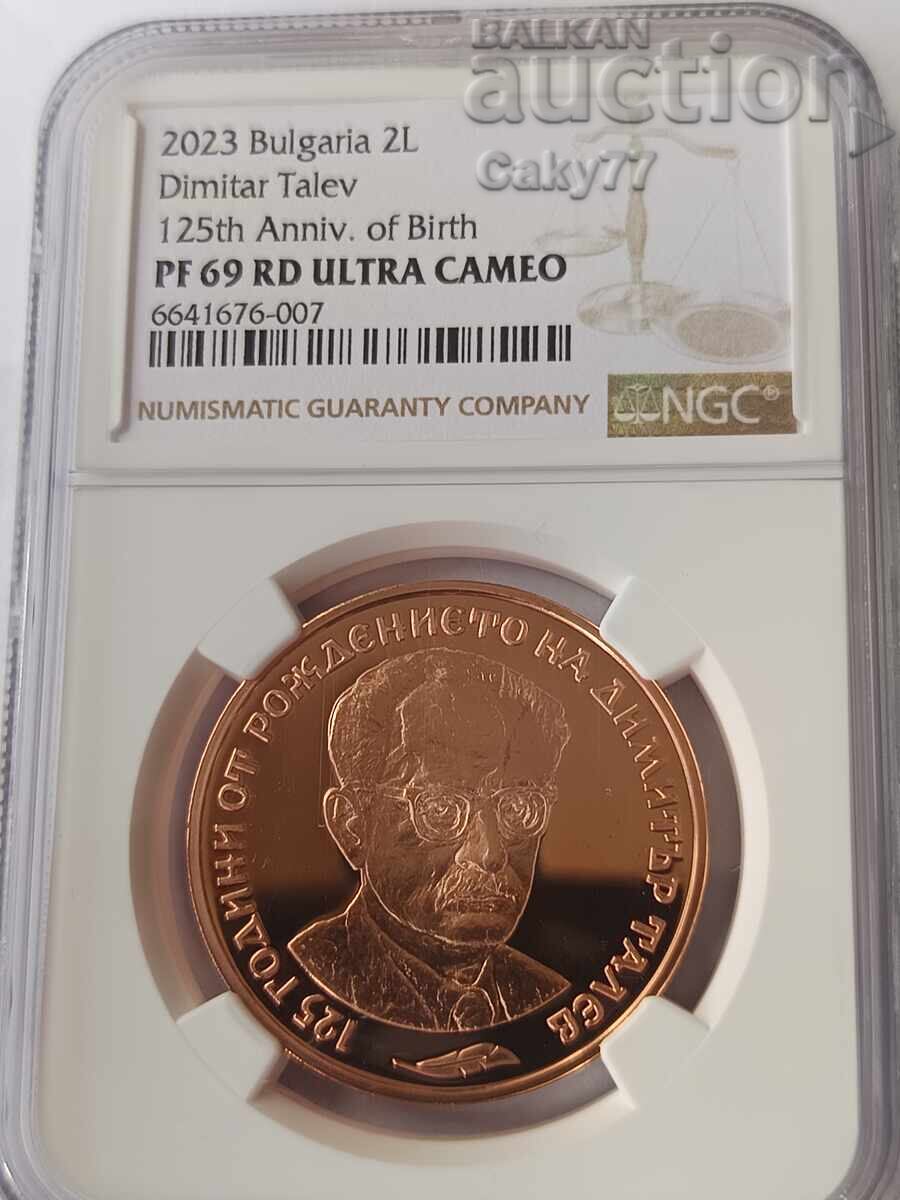 BALKAN
auction
Caky77
2023 Bulgaria 2L
Dimitar Talev
125th Anniv. of Birth
PF 69 RD ULTRA CAMEO
6641676-007
NUMISMATIC GUARANTY COMPANY
NGC®
125 ГОДИНИ ОТ РОЖДЕНИЕТО НА ДИМИТЪР ТАЛЕВ